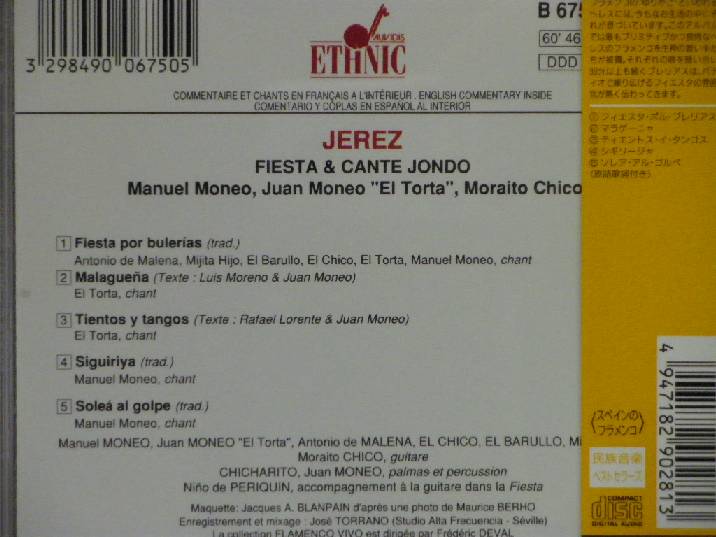 3 298490 067505
AUVIDIS
ETHNIC
B 675
60' 46
DDD
COMMENTAIRE ET CHANTS EN FRANÇAIS A L'INTÉRIEUR . ENGLISH COMMENTARY INSIDE
COMENTARIO Y COPLAS EN ESPAÑOL AL INTERIOR
JEREZ
FIESTA & CANTE JONDO
Manuel Moneo, Juan Moneo "El Torta", Moraito Chico
1 Fiesta por bulerías (trad.)
Antonio de Malena, Mijita Hijo, El Barullo, El Chico, El Torta, Manuel Moneo, chant
2 Malagueña (Texte : Luis Moreno & Juan Moneo)
El Torta, chant
3 Tientos y tangos (Texte : Rafael Lorente & Juan Moneo)
El Torta, chant
4 Siguiriya (trad.)
Manuel Moneo, chant
5 Soleá al golpe (trad.)
Manuel Moneo, chant
Manuel MONEO, Juan MONEO "El Torta", Antonio de MALENA, EL CHICO, EL BARULLO, Mi
Moraito CHICO, guitare
CHICHARITO, Juan MONEO, palmas et percussion
Niño de PERIQUIN, accompagnement à la guitare dans la Fiesta
Maquette: Jacques A. BLANPAIN d'après une photo de Maurice BERHO
Enregistrement et mixage : José TORRANO (Studio Alta Frecuencia - Séville)
La collection FLAMENCO VIVO est dirigée par Frédéric DEVAL
①フィエスタ・ポル・ブレリアス
②マラゲーニャ
③ティエントス・イ・タンゴス
④シギリージャ
⑤ソレア・アル・ゴルペ
(歌詞歌袋付き)
スペインの
フラメンコ
民族音楽
ベストセラーズ
COMPACT
disc
DIGITAL AUDIO
4 947182 902813